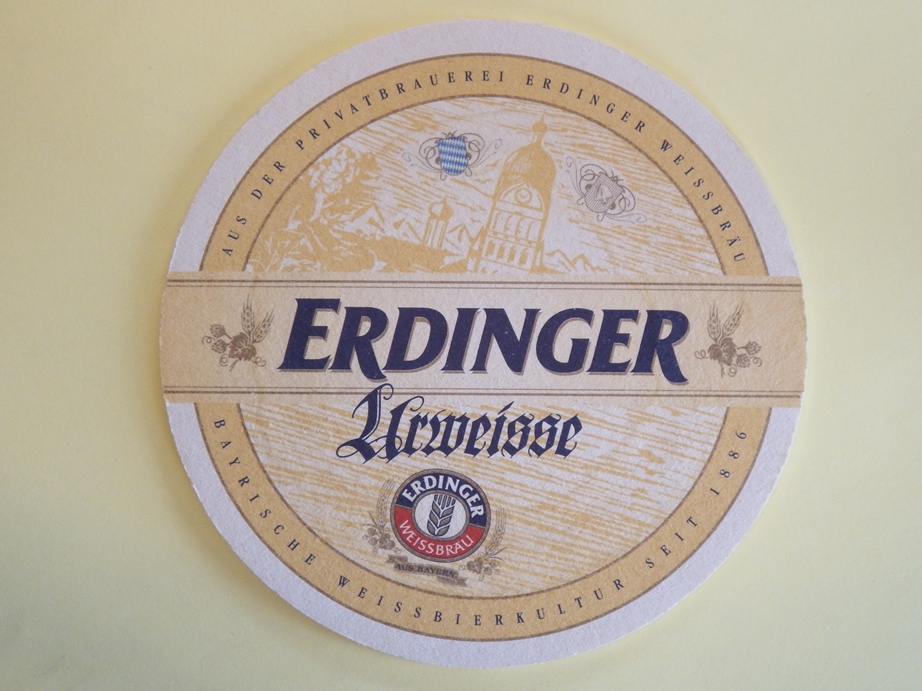 AUS DER PRIVATBRAUEREI ERDINGER WEISSBRÄU
ERDINGER
Urweisse
ERDINGER
WEISSBRÄU
AUS BAYERN
BAYRISCHE WEISSBIERKULTUR SEIT 1886